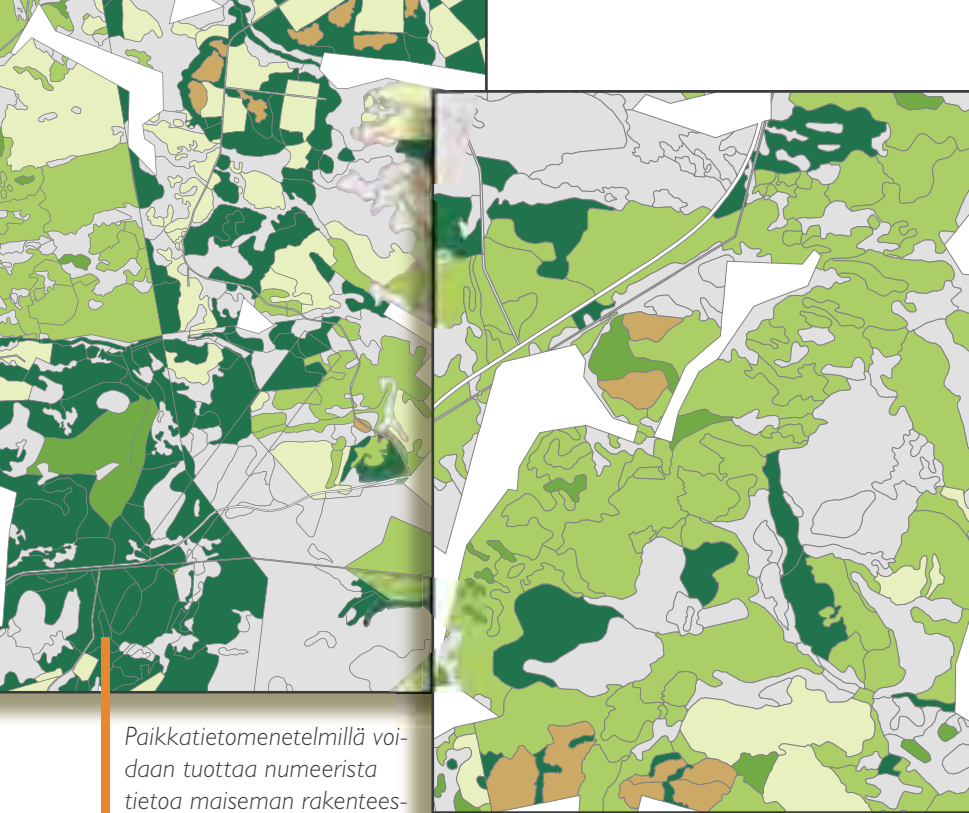 Paikkatietomenetelmillä voi-
daan tuottaa numeerista
tietoa maiseman rakentees-